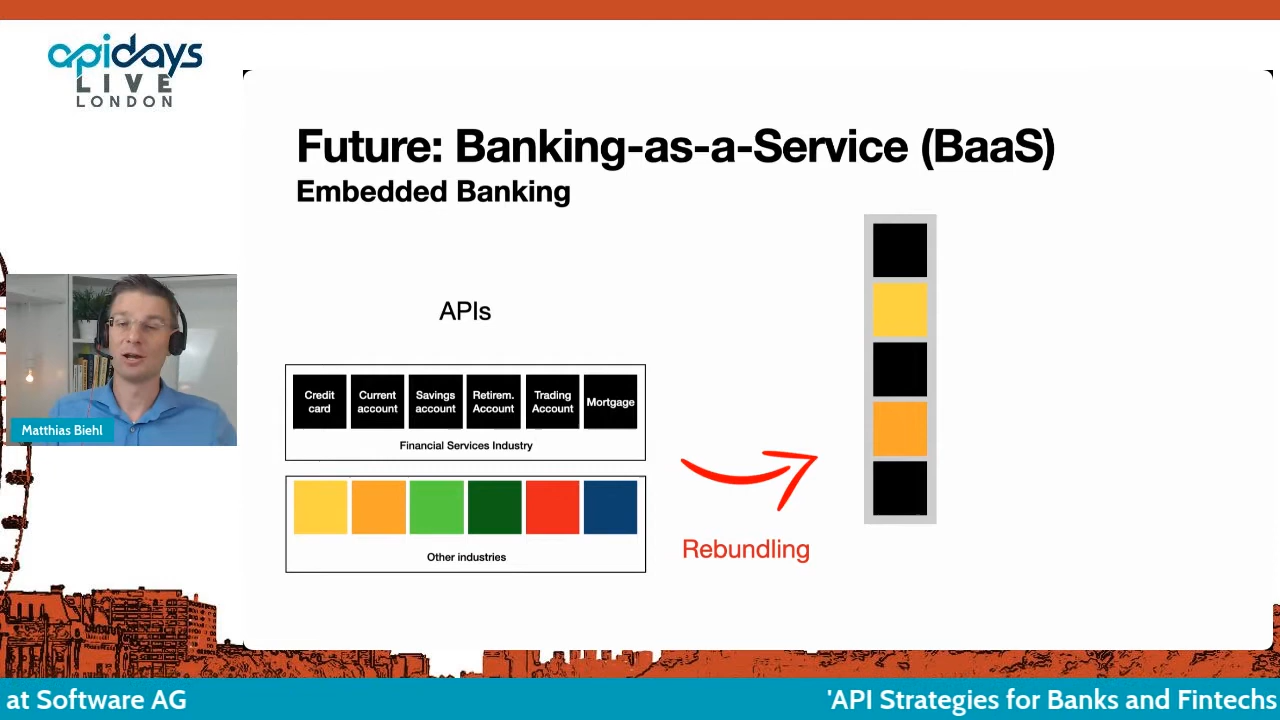 apidays
LIVE
LONDON
Future: Banking-as-a-Service (BaaS)
Embedded Banking
APIs
Credit card
Current account
Savings account
Retirem. Account
Trading Account
Mortgage
Financial Services Industry
Other industries
Rebundling
Matthias Biehl
at Software AG
'API Strategies for Banks and Fintechs